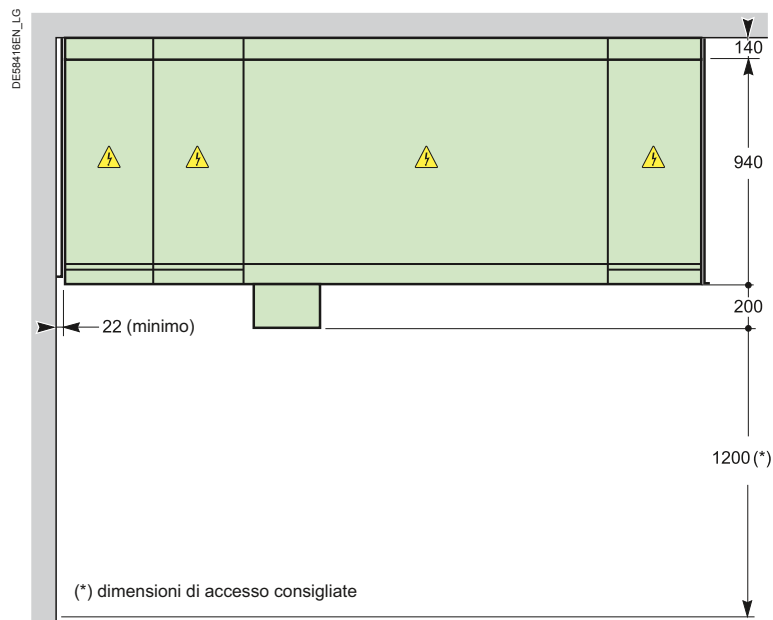 DE58416EN_LG
140
940
200
22 (minimo)
1200 (*)
(*) dimensioni di accesso consigliate